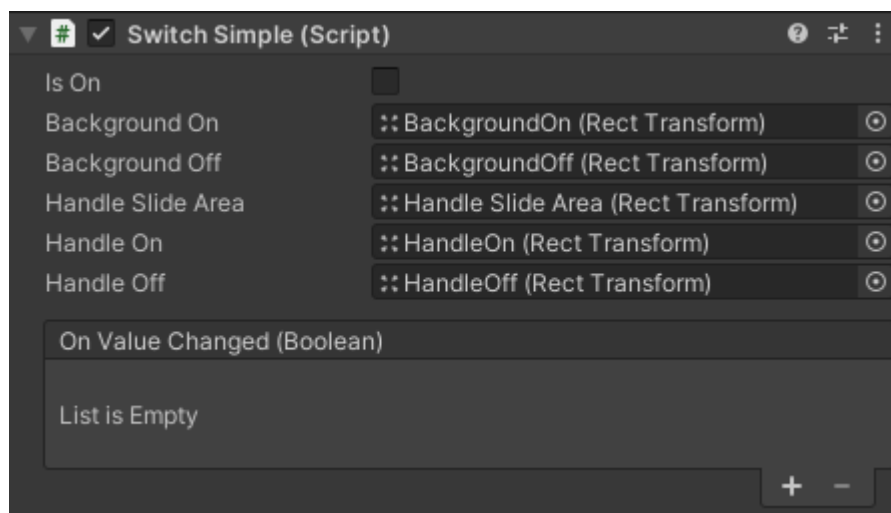 Switch Simple (Script)
Is On
Background On BackgroundOn (Rect Transform)
Background Off BackgroundOff (Rect Transform)
Handle Slide Area Handle Slide Area (Rect Transform)
Handle On HandleOn (Rect Transform)
Handle Off HandleOff (Rect Transform)
On Value Changed (Boolean)
List is Empty